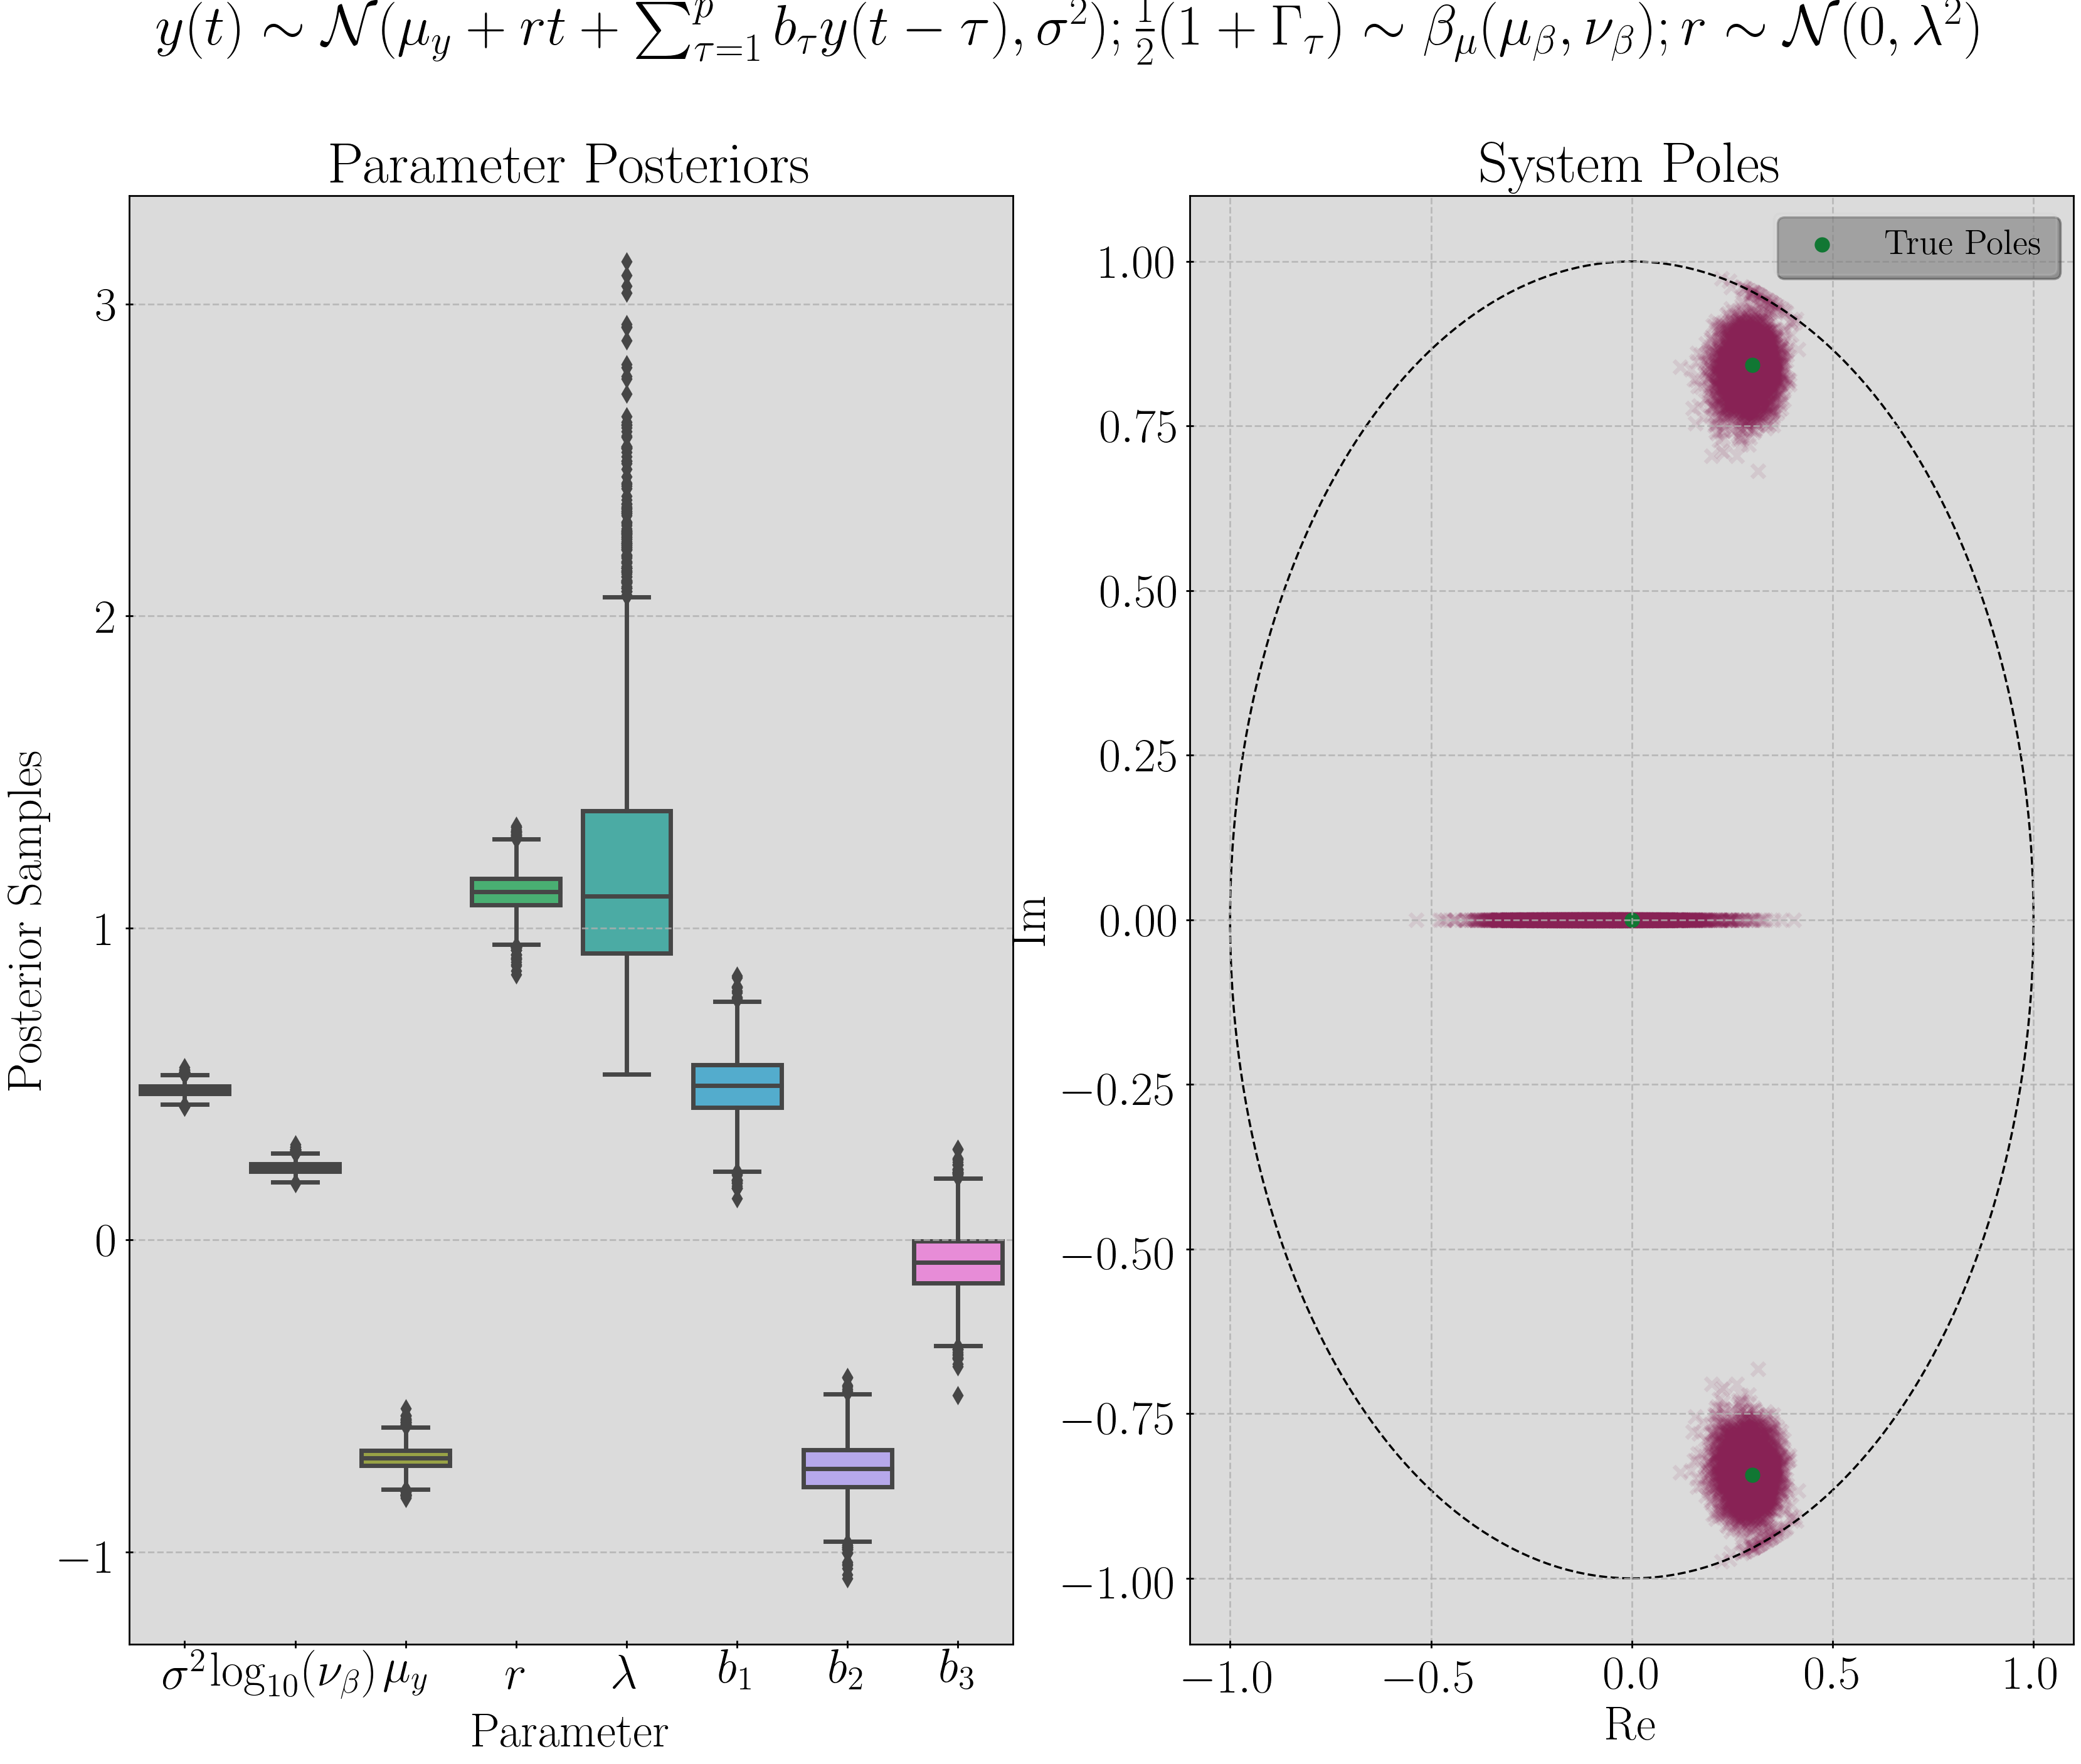 y(t) ∼ 𝒩(μ_y + rt + ∑_{τ=1}^{p} b_τ y(t − τ), σ²); ½(1 + Γ_τ) ∼ β_μ(μ_β, ν_β); r ∼ 𝒩(0, λ²)
Parameter Posteriors
Posterior Samples
3
2
1
0
−1
σ² log₁₀(ν_β) μ_y r λ b₁ b₂ b₃
Parameter
System Poles
True Poles
Im
1.00
0.75
0.50
0.25
0.00
−0.25
−0.50
−0.75
−1.00
−1.0 −0.5 0.0 0.5 1.0
Re